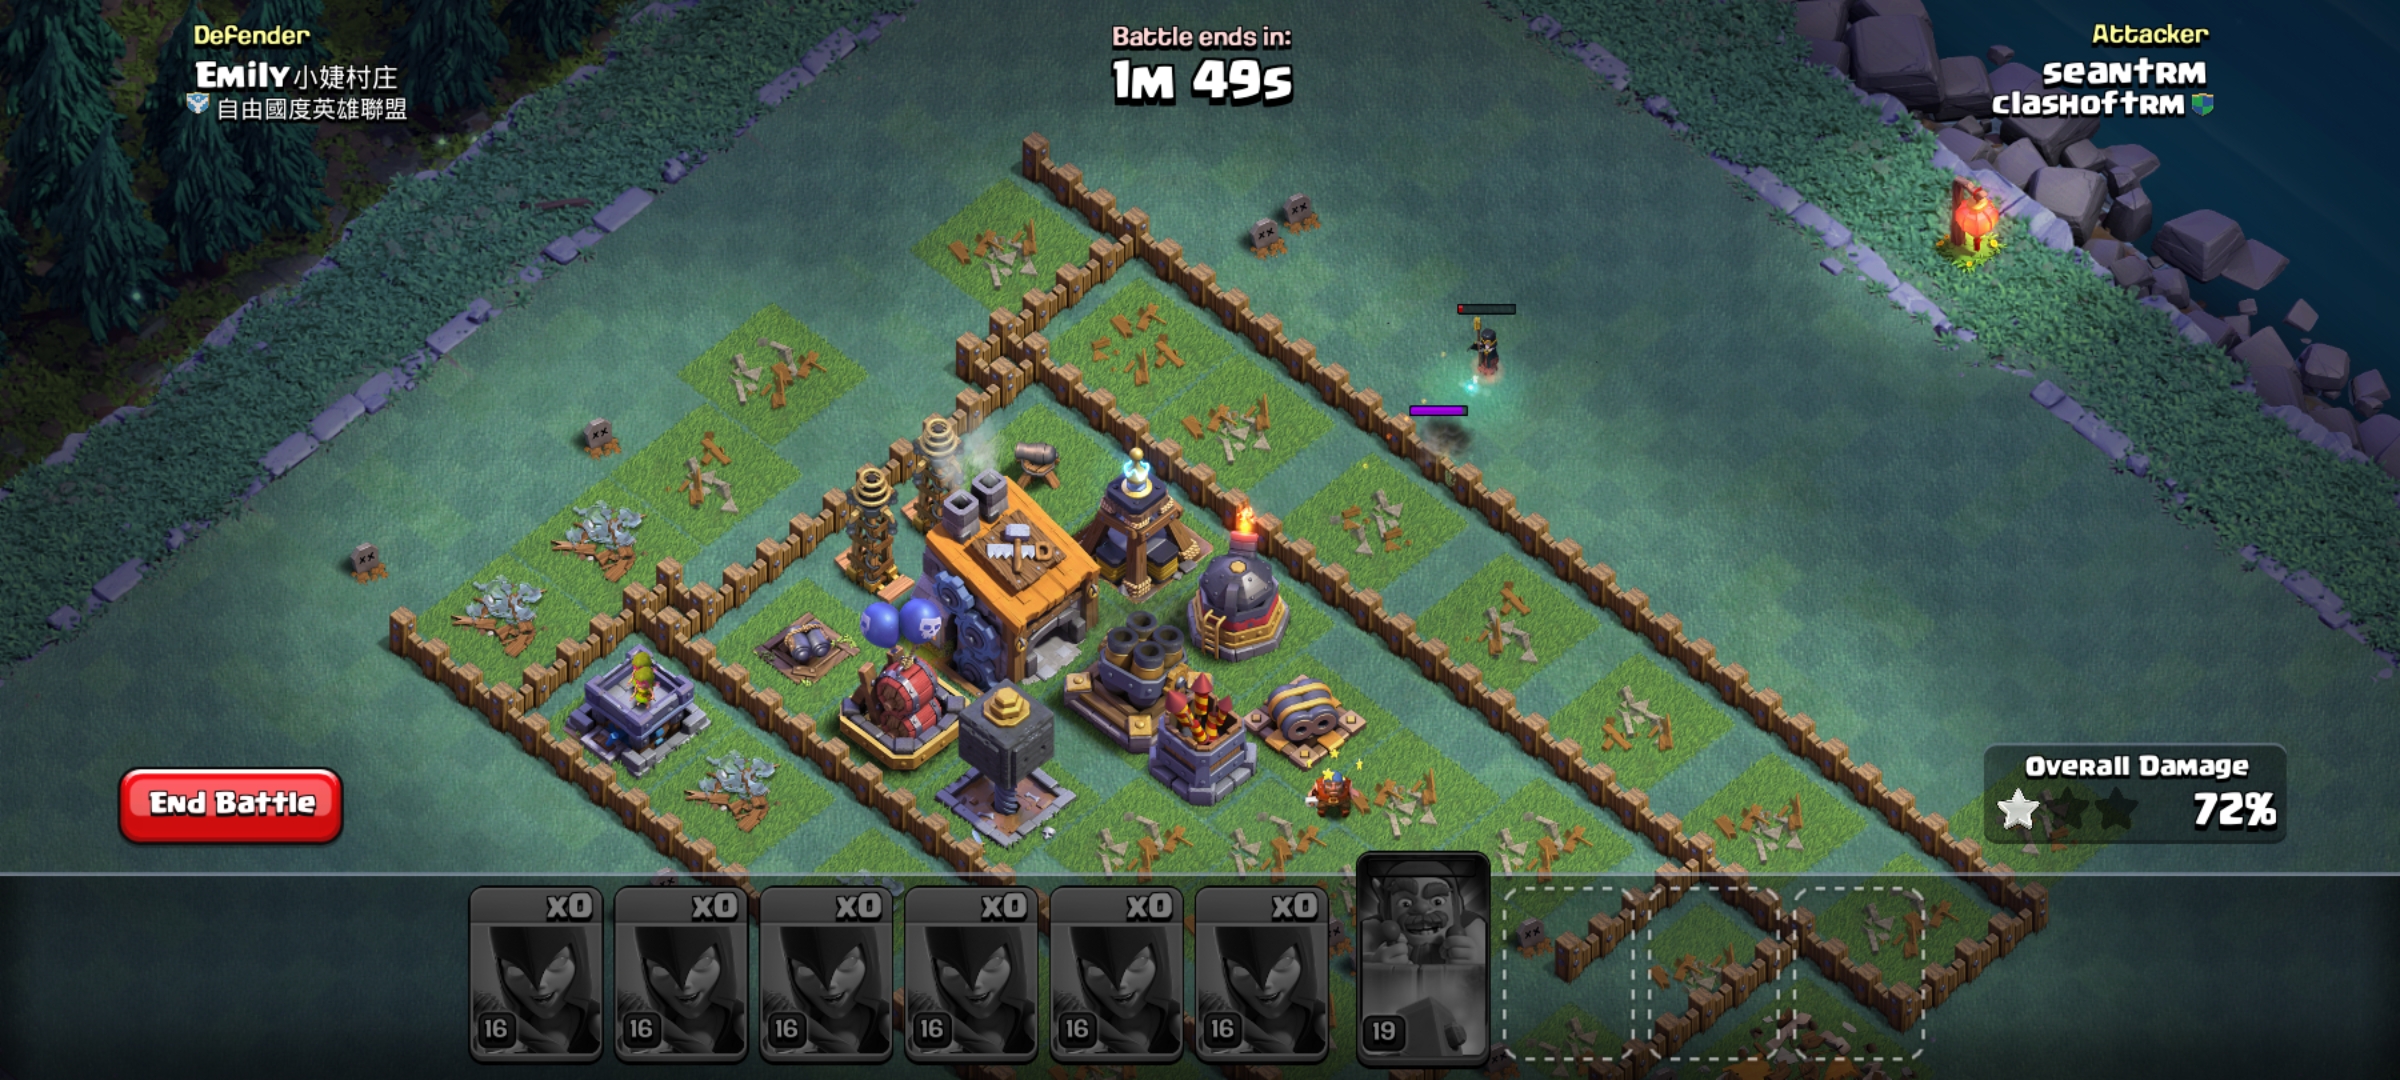 Defender
Emily小婕村庄
自由國度英雄聯盟
Battle ends in:
1M 49s
Attacker
seantrm
clashoftrm
End Battle
Overall Damage
72%
x0
x0
x0
x0
x0
x0
16
16
16
16
16
16
19